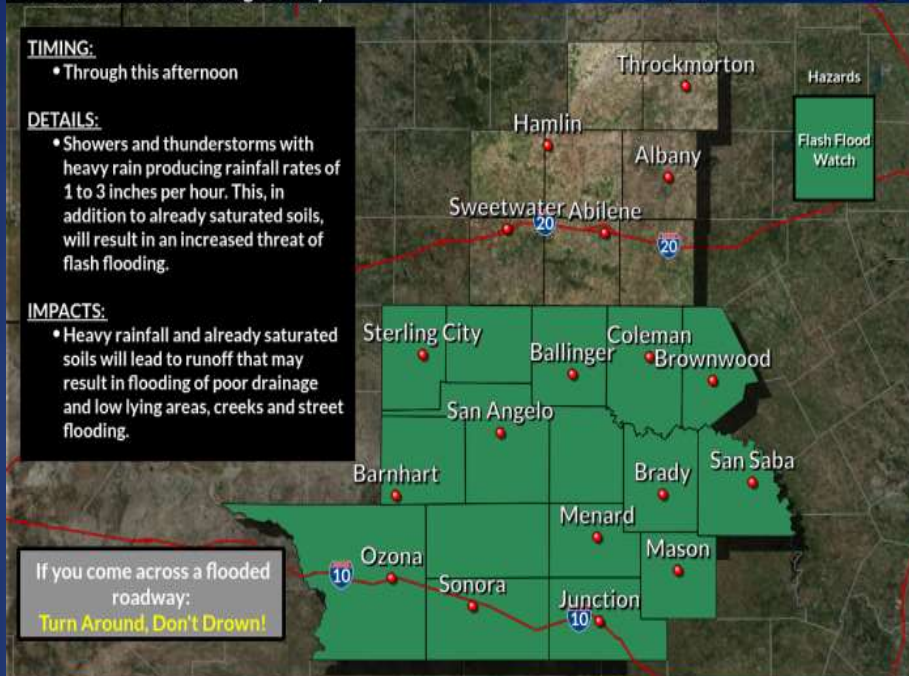 TIMING:
• Through this afternoon
DETAILS:
• Showers and thunderstorms with
heavy rain producing rainfall rates of
1 to 3 inches per hour. This, in
addition to already saturated soils,
will result in an increased threat of
flash flooding.
IMPACTS:
• Heavy rainfall and already saturated
soils will lead to runoff that may
result in flooding of poor drainage
and low lying areas, creeks and street
flooding.
If you come across a flooded
roadway:
Turn Around, Don't Drown!
Throckmorton
Hamlin
Albany
Sweetwater
Abilene
20
20
Sterling City
Ballinger
Coleman
Brownwood
San Angelo
Barnhart
Brady
San Saba
Menard
Mason
Ozona
10
Sonora
Junction
10
Hazards
Flash Flood
Watch